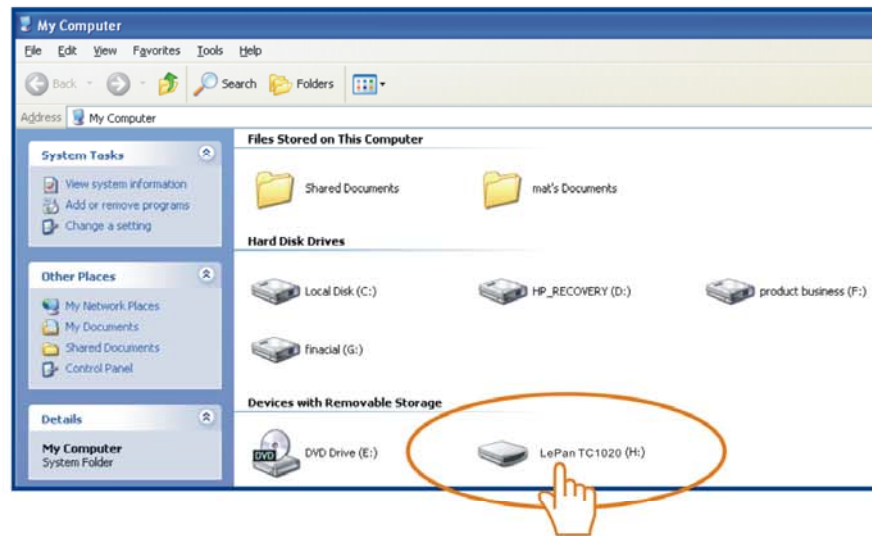 My Computer
File Edit View Favorites Tools Help
Back Search Folders
Address My Computer
System Tasks
View system information
Add or remove programs
Change a setting
Other Places
My Network Places
My Documents
Shared Documents
Control Panel
Details
My Computer
System Folder
Files Stored on This Computer
Shared Documents mat's Documents
Hard Disk Drives
Local Disk (C:) HP_RECOVERY (D:) product business (F:)
finacial (G:)
Devices with Removable Storage
DVD DVD Drive (E:) LePan TC1020 (H:)